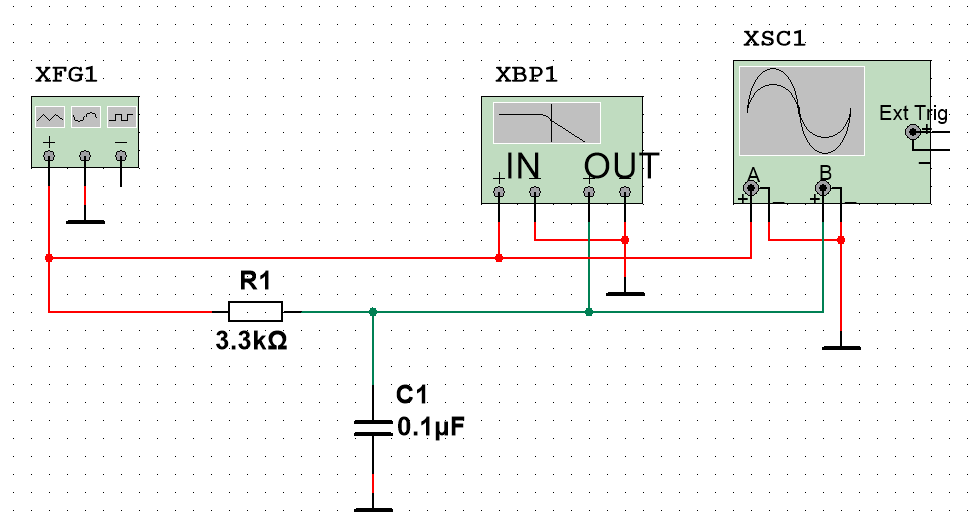 XFG1
XBP1
XSC1
+ −
IN OUT
+ − + −
Ext Trig
+
−
A B
+ − + −
R1
3.3kΩ
C1
0.1µF